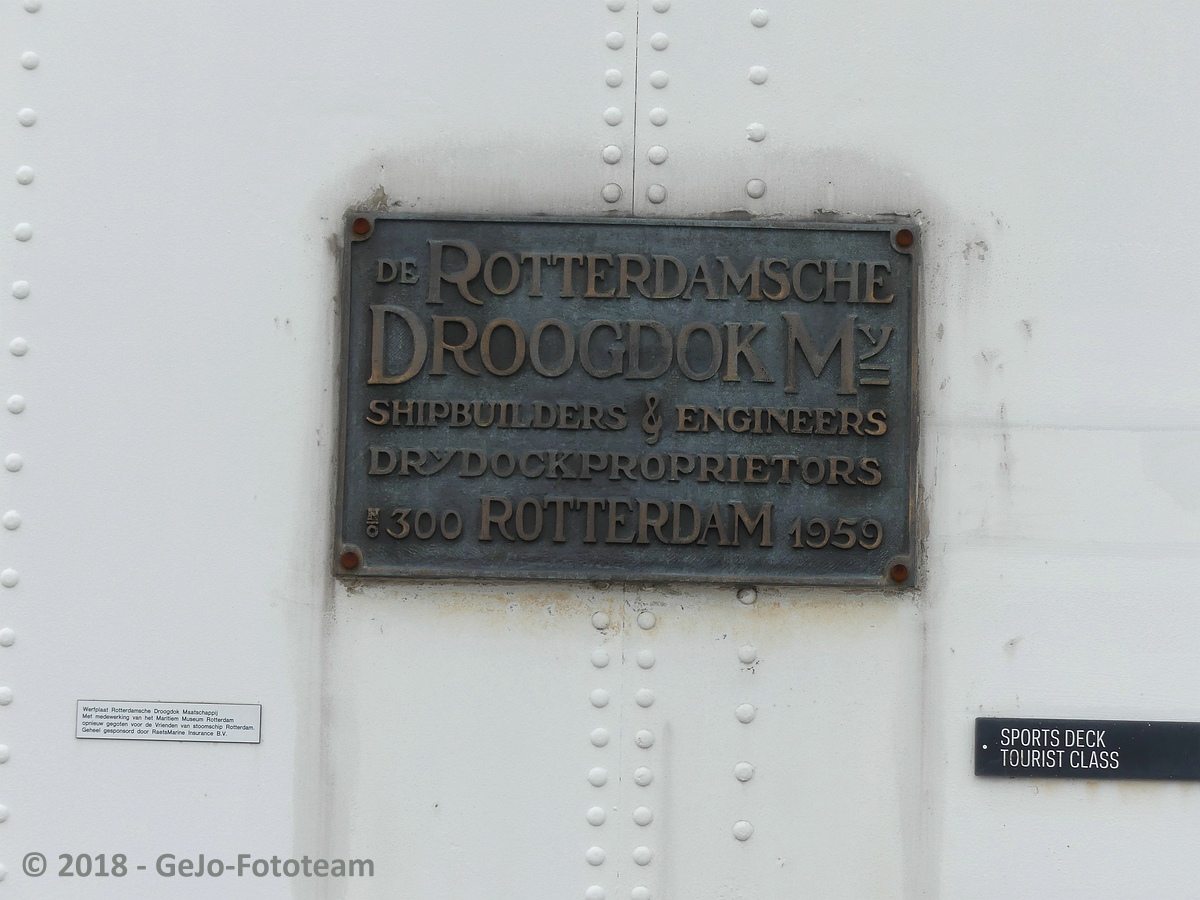 DE ROTTERDAMSCHE
DROOGDOK My
SHIPBUILDERS & ENGINEERS
DRYDOCKPROPRIETORS
No 300 ROTTERDAM 1959
Werfplaat Rotterdamsche Droogdok Maatschappij
Met medewerking van het Maritiem Museum Rotterdam
opnieuw gegoten voor de Vrienden van stoomschip Rotterdam.
Geheel gesponsord door RaetsMarine Insurance B.V.
SPORTS DECK
TOURIST CLASS
© 2018 - GeJo-Fototeam